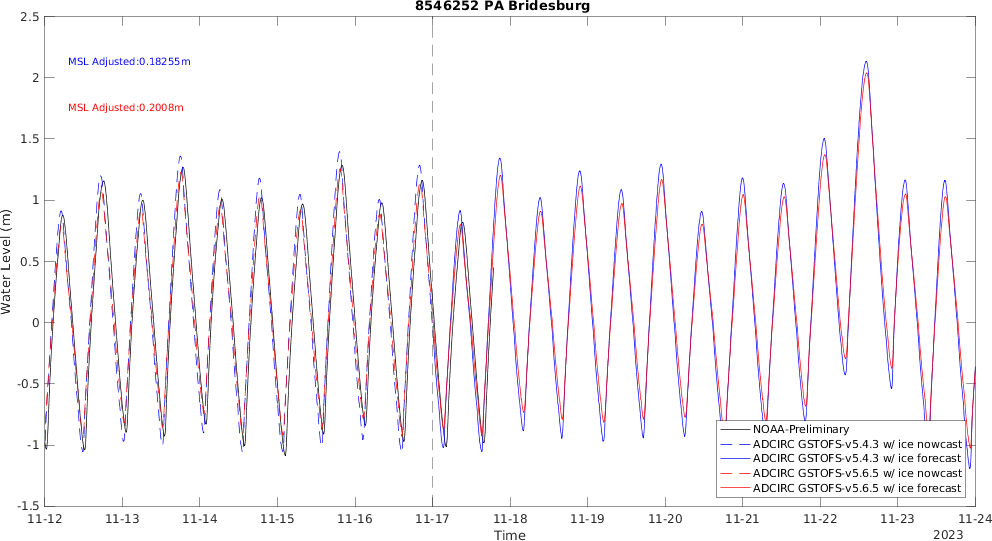 8546252 PA Bridesburg
MSL Adjusted:0.18255m
MSL Adjusted:0.2008m
Water Level (m)
2.5
2
1.5
1
0.5
0
-0.5
-1
-1.5
NOAA-Preliminary
ADCIRC GSTOFS-v5.4.3 w/ ice nowcast
ADCIRC GSTOFS-v5.4.3 w/ ice forecast
ADCIRC GSTOFS-v5.6.5 w/ ice nowcast
ADCIRC GSTOFS-v5.6.5 w/ ice forecast
11-12 11-13 11-14 11-15 11-16 11-17 11-18 11-19 11-20 11-21 11-22 11-23 11-24
Time
2023